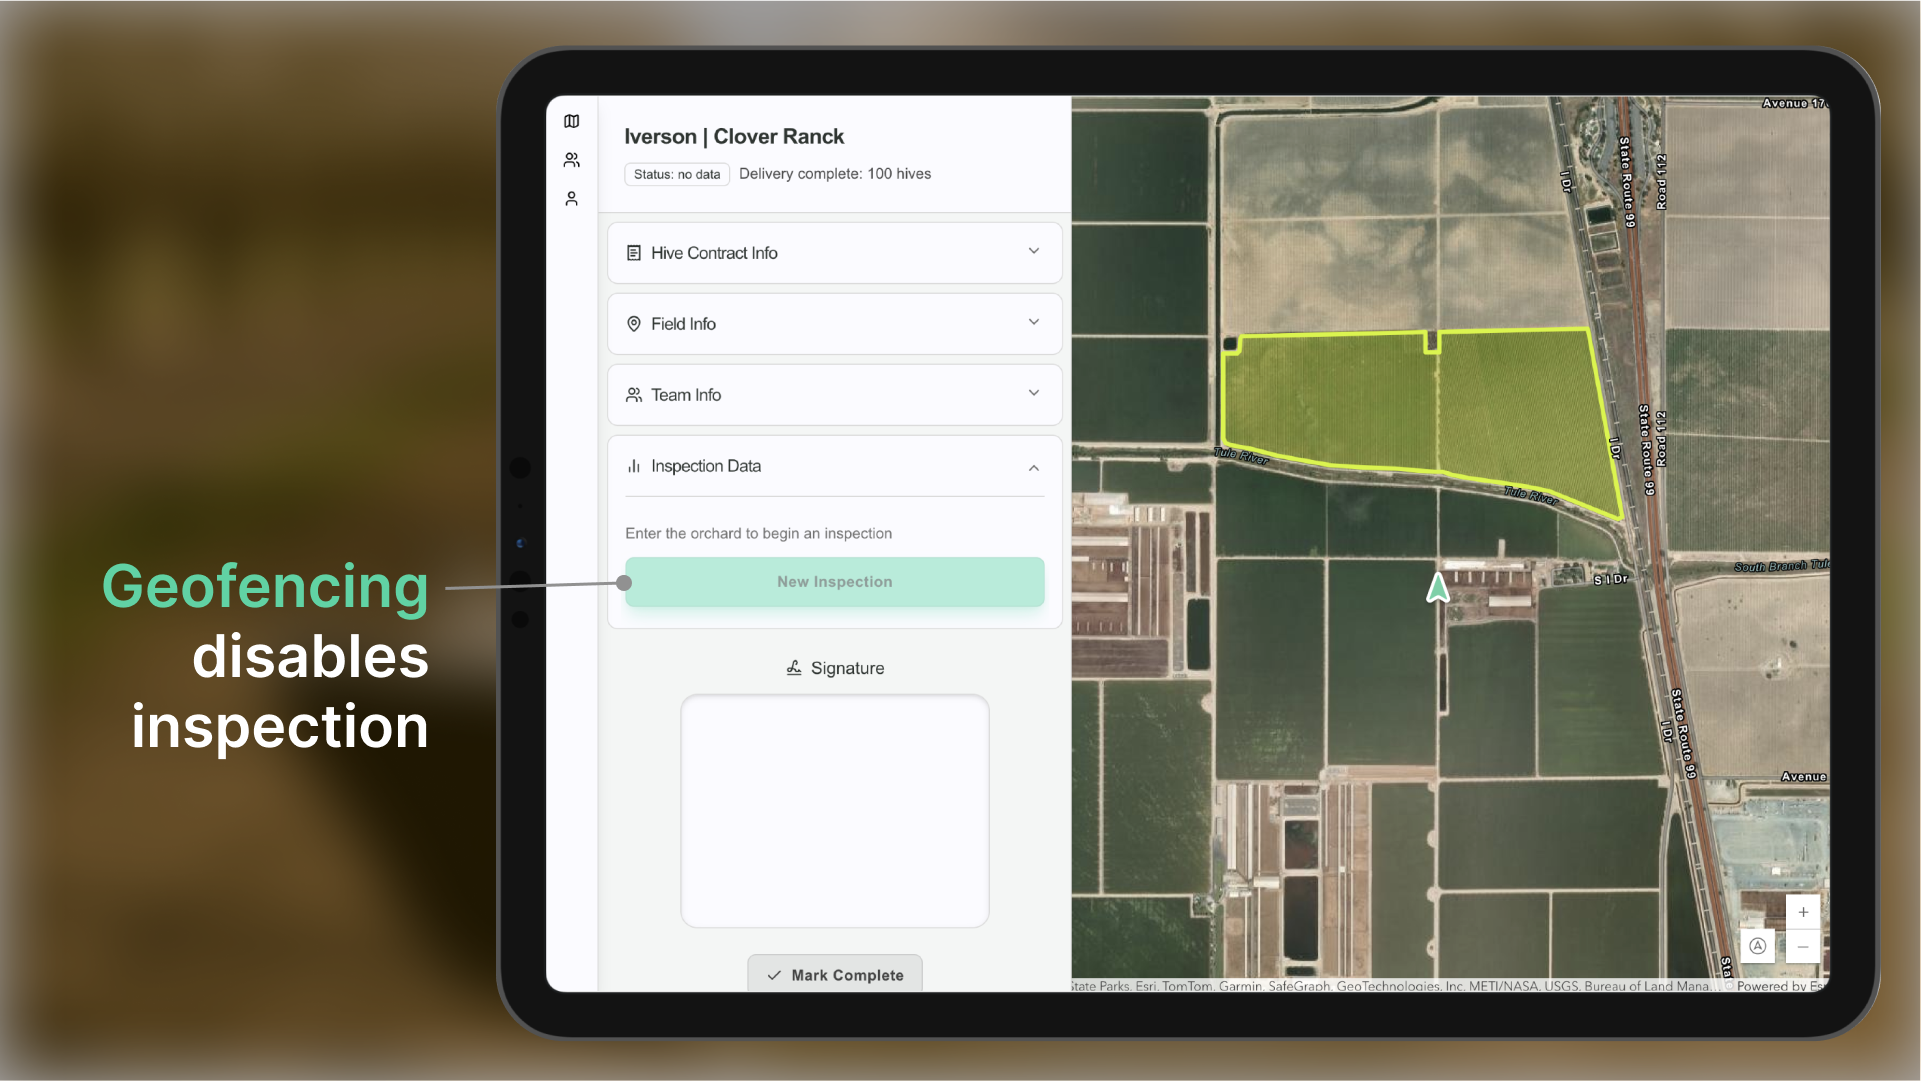 Geofencing
disables
inspection
Iverson | Clover Ranck
Status: no data
Delivery complete: 100 hives
Hive Contract Info
Field Info
Team Info
Inspection Data
Enter the orchard to begin an inspection
New Inspection
Signature
Mark Complete
Avenue 17
I Dr
State Route 99
Road 112
Tule River
Tule River
I Dr
State Route 99
Road 112
South Branch Tule
S I Dr
State Route 99
I Dr
Avenue
State Parks, Esri, TomTom, Garmin, SafeGraph, GeoTechnologies, Inc, METI/NASA, USGS, Bureau of Land Mana...
Powered by Es